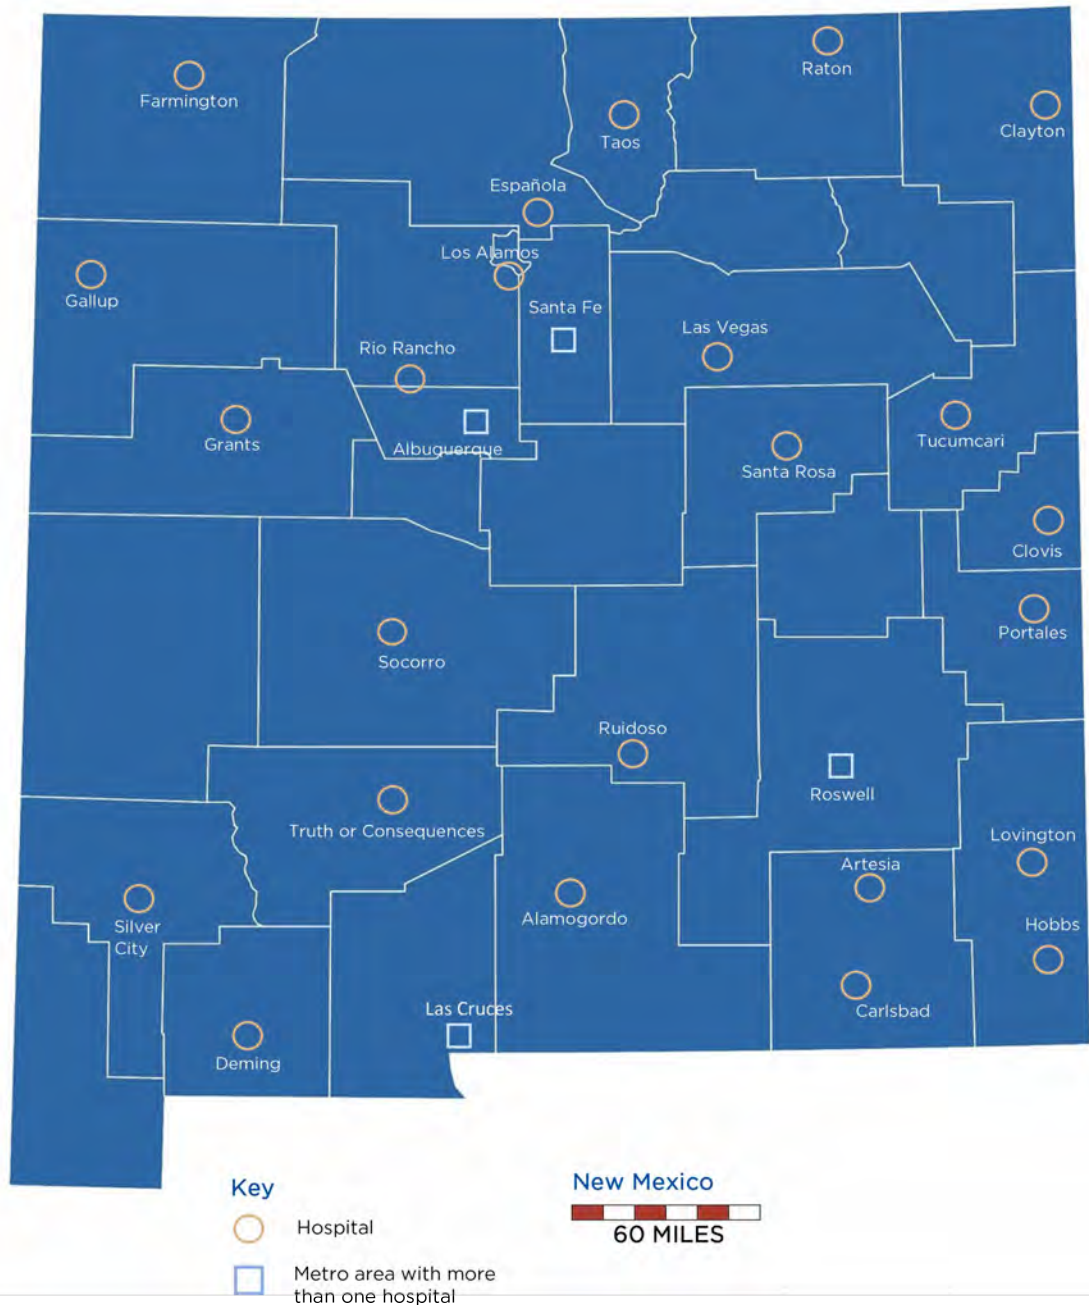 Raton
Farmington
Clayton
Taos
Española
Los Alamos
Gallup
Santa Fe
Las Vegas
Rio Rancho
Grants
Albuquerque
Tucumcari
Santa Rosa
Clovis
Portales
Socorro
Ruidoso
Roswell
Truth or Consequences
Lovington
Artesia
Alamogordo
Silver
City
Hobbs
Las Cruces
Carlsbad
Deming
Key
Hospital
Metro area with more
than one hospital
New Mexico
60 MILES